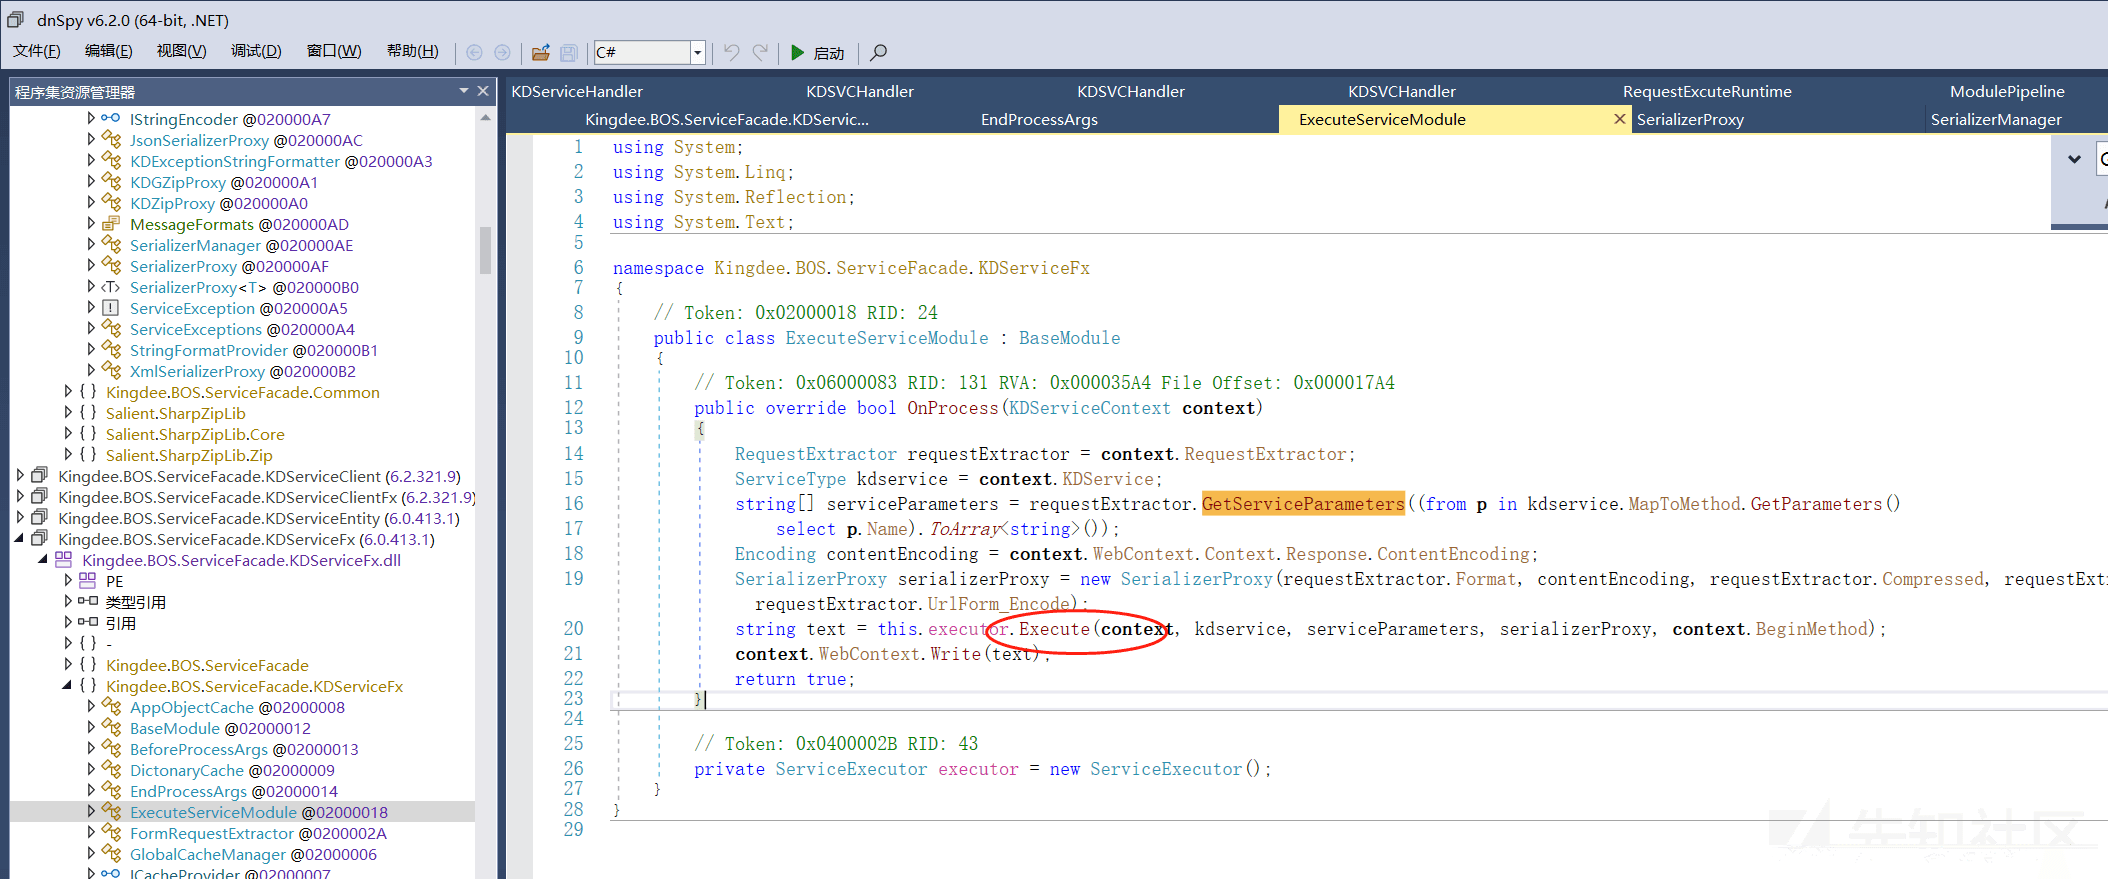 dnSpy v6.2.0 (64-bit, .NET)
文件(F) 编辑(E) 视图(V) 调试(D) 窗口(W) 帮助(H) C# 启动
程序集资源管理器
IStringEncoder @020000A7
JsonSerializerProxy @020000AC
KDExceptionStringFormatter @020000A3
KDGZipProxy @020000A1
KDZipProxy @020000A0
MessageFormats @020000AD
SerializerManager @020000AE
SerializerProxy @020000AF
SerializerProxy<T> @020000B0
ServiceException @020000A5
ServiceExceptions @020000A4
StringFormatProvider @020000B1
XmlSerializerProxy @020000B2
{ } Kingdee.BOS.ServiceFacade.Common
{ } Salient.SharpZipLib
{ } Salient.SharpZipLib.Core
{ } Salient.SharpZipLib.Zip
Kingdee.BOS.ServiceFacade.KDServiceClient (6.2.321.9)
Kingdee.BOS.ServiceFacade.KDServiceClientFx (6.2.321.9)
Kingdee.BOS.ServiceFacade.KDServiceEntity (6.0.413.1)
Kingdee.BOS.ServiceFacade.KDServiceFx (6.0.413.1)
Kingdee.BOS.ServiceFacade.KDServiceFx.dll
PE
类型引用
引用
{ } -
{ } Kingdee.BOS.ServiceFacade
{ } Kingdee.BOS.ServiceFacade.KDServiceFx
AppObjectCache @02000008
BaseModule @02000012
BeforeProcessArgs @02000013
DictonaryCache @02000009
EndProcessArgs @02000014
ExecuteServiceModule @02000018
FormRequestExtractor @0200002A
GlobalCacheManager @02000006
ICacheProvider @02000007
KDServiceHandler KDSVCHandler KDSVCHandler KDSVCHandler RequestExcuteRuntime ModulePipeline
Kingdee.BOS.ServiceFacade.KDServic... EndProcessArgs ExecuteServiceModule SerializerProxy SerializerManager
1 using System;
2 using System.Linq;
3 using System.Reflection;
4 using System.Text;
5
6 namespace Kingdee.BOS.ServiceFacade.KDServiceFx
7 {
8 // Token: 0x02000018 RID: 24
9 public class ExecuteServiceModule : BaseModule
10 {
11 // Token: 0x06000083 RID: 131 RVA: 0x000035A4 File Offset: 0x000017A4
12 public override bool OnProcess(KDServiceContext context)
13 {
14 RequestExtractor requestExtractor = context.RequestExtractor;
15 ServiceType kdservice = context.KDService;
16 string[] serviceParameters = requestExtractor.GetServiceParameters((from p in kdservice.MapToMethod.GetParameters()
17 select p.Name).ToArray<string>());
18 Encoding contentEncoding = context.WebContext.Context.Response.ContentEncoding;
19 SerializerProxy serializerProxy = new SerializerProxy(requestExtractor.Format, contentEncoding, requestExtractor.Compressed, requestExt
requestExtractor.UrlForm_Encode);
20 string text = this.executor.Execute(context, kdservice, serviceParameters, serializerProxy, context.BeginMethod);
21 context.WebContext.Write(text);
22 return true;
23 }
24
25 // Token: 0x0400002B RID: 43
26 private ServiceExecutor executor = new ServiceExecutor();
27 }
28 }
29
先知社区